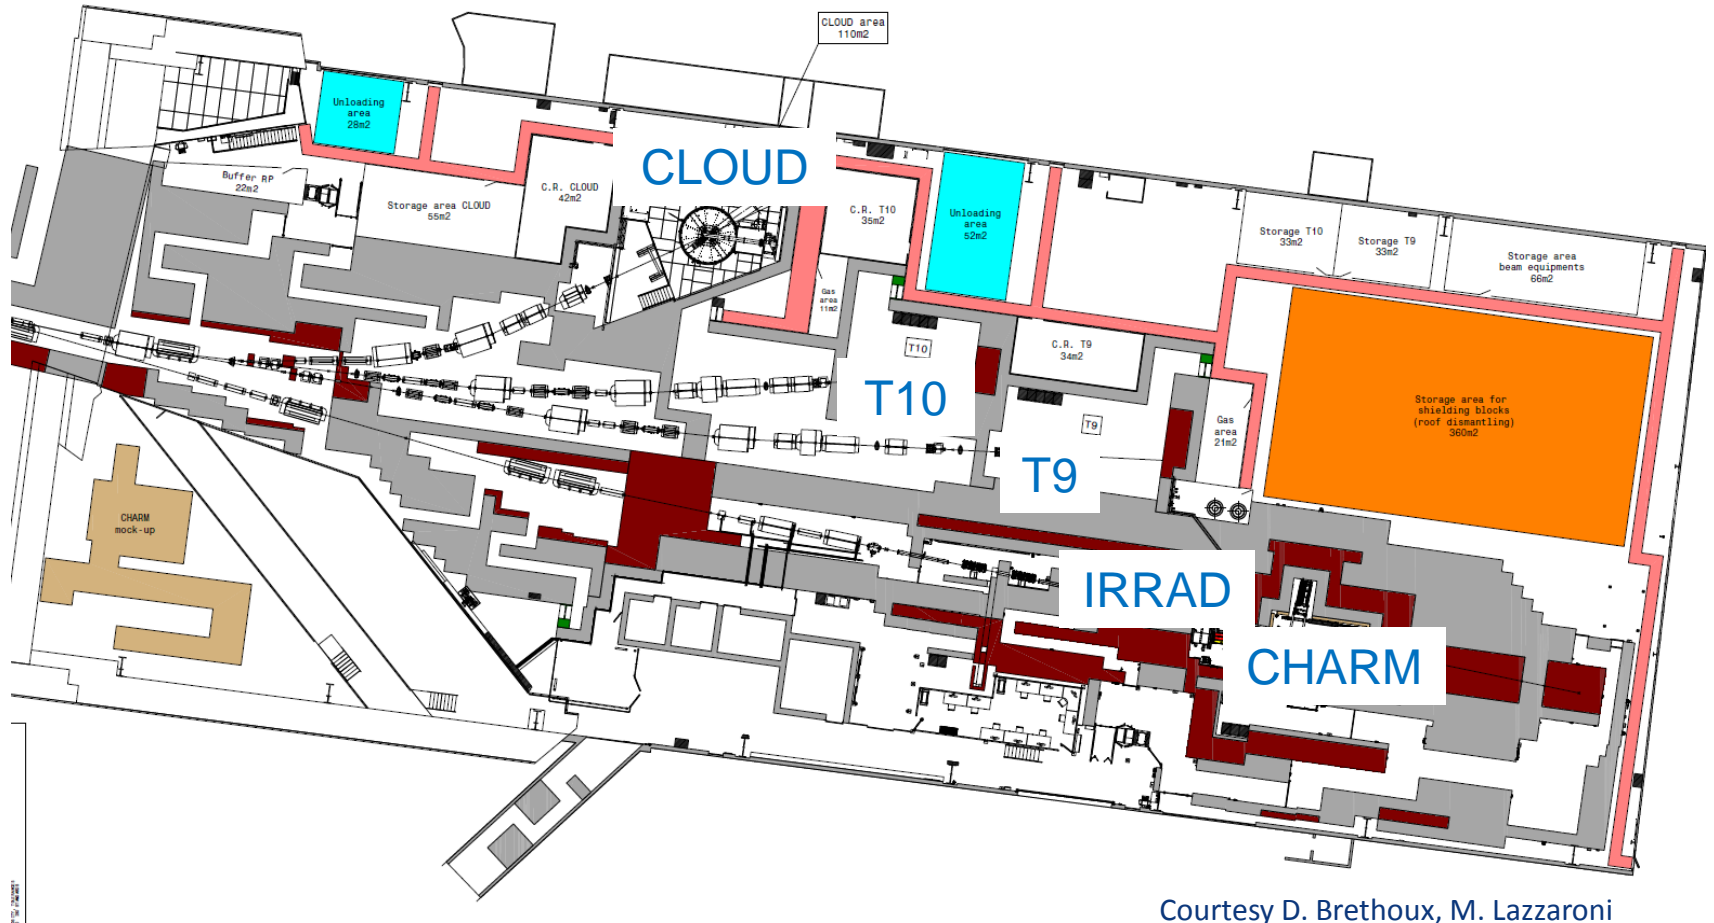 CLOUD area
110m2
Unloading
area
28m2
CLOUD
Buffer RP
22m2
Storage area CLOUD
55m2
C.R. CLOUD
42m2
C.R. T10
35m2
Unloading
area
52m2
Storage T10
33m2
Storage T9
33m2
Storage area
beam equipments
66m2
Gas
area
11m2
T10
C.R. T9
34m2
T10
T9
Gas
area
21m2
Storage area for
shielding blocks
(roof dismantling)
360m2
T9
CHARM
mock-up
IRRAD
CHARM
Courtesy D. Brethoux, M. Lazzaroni